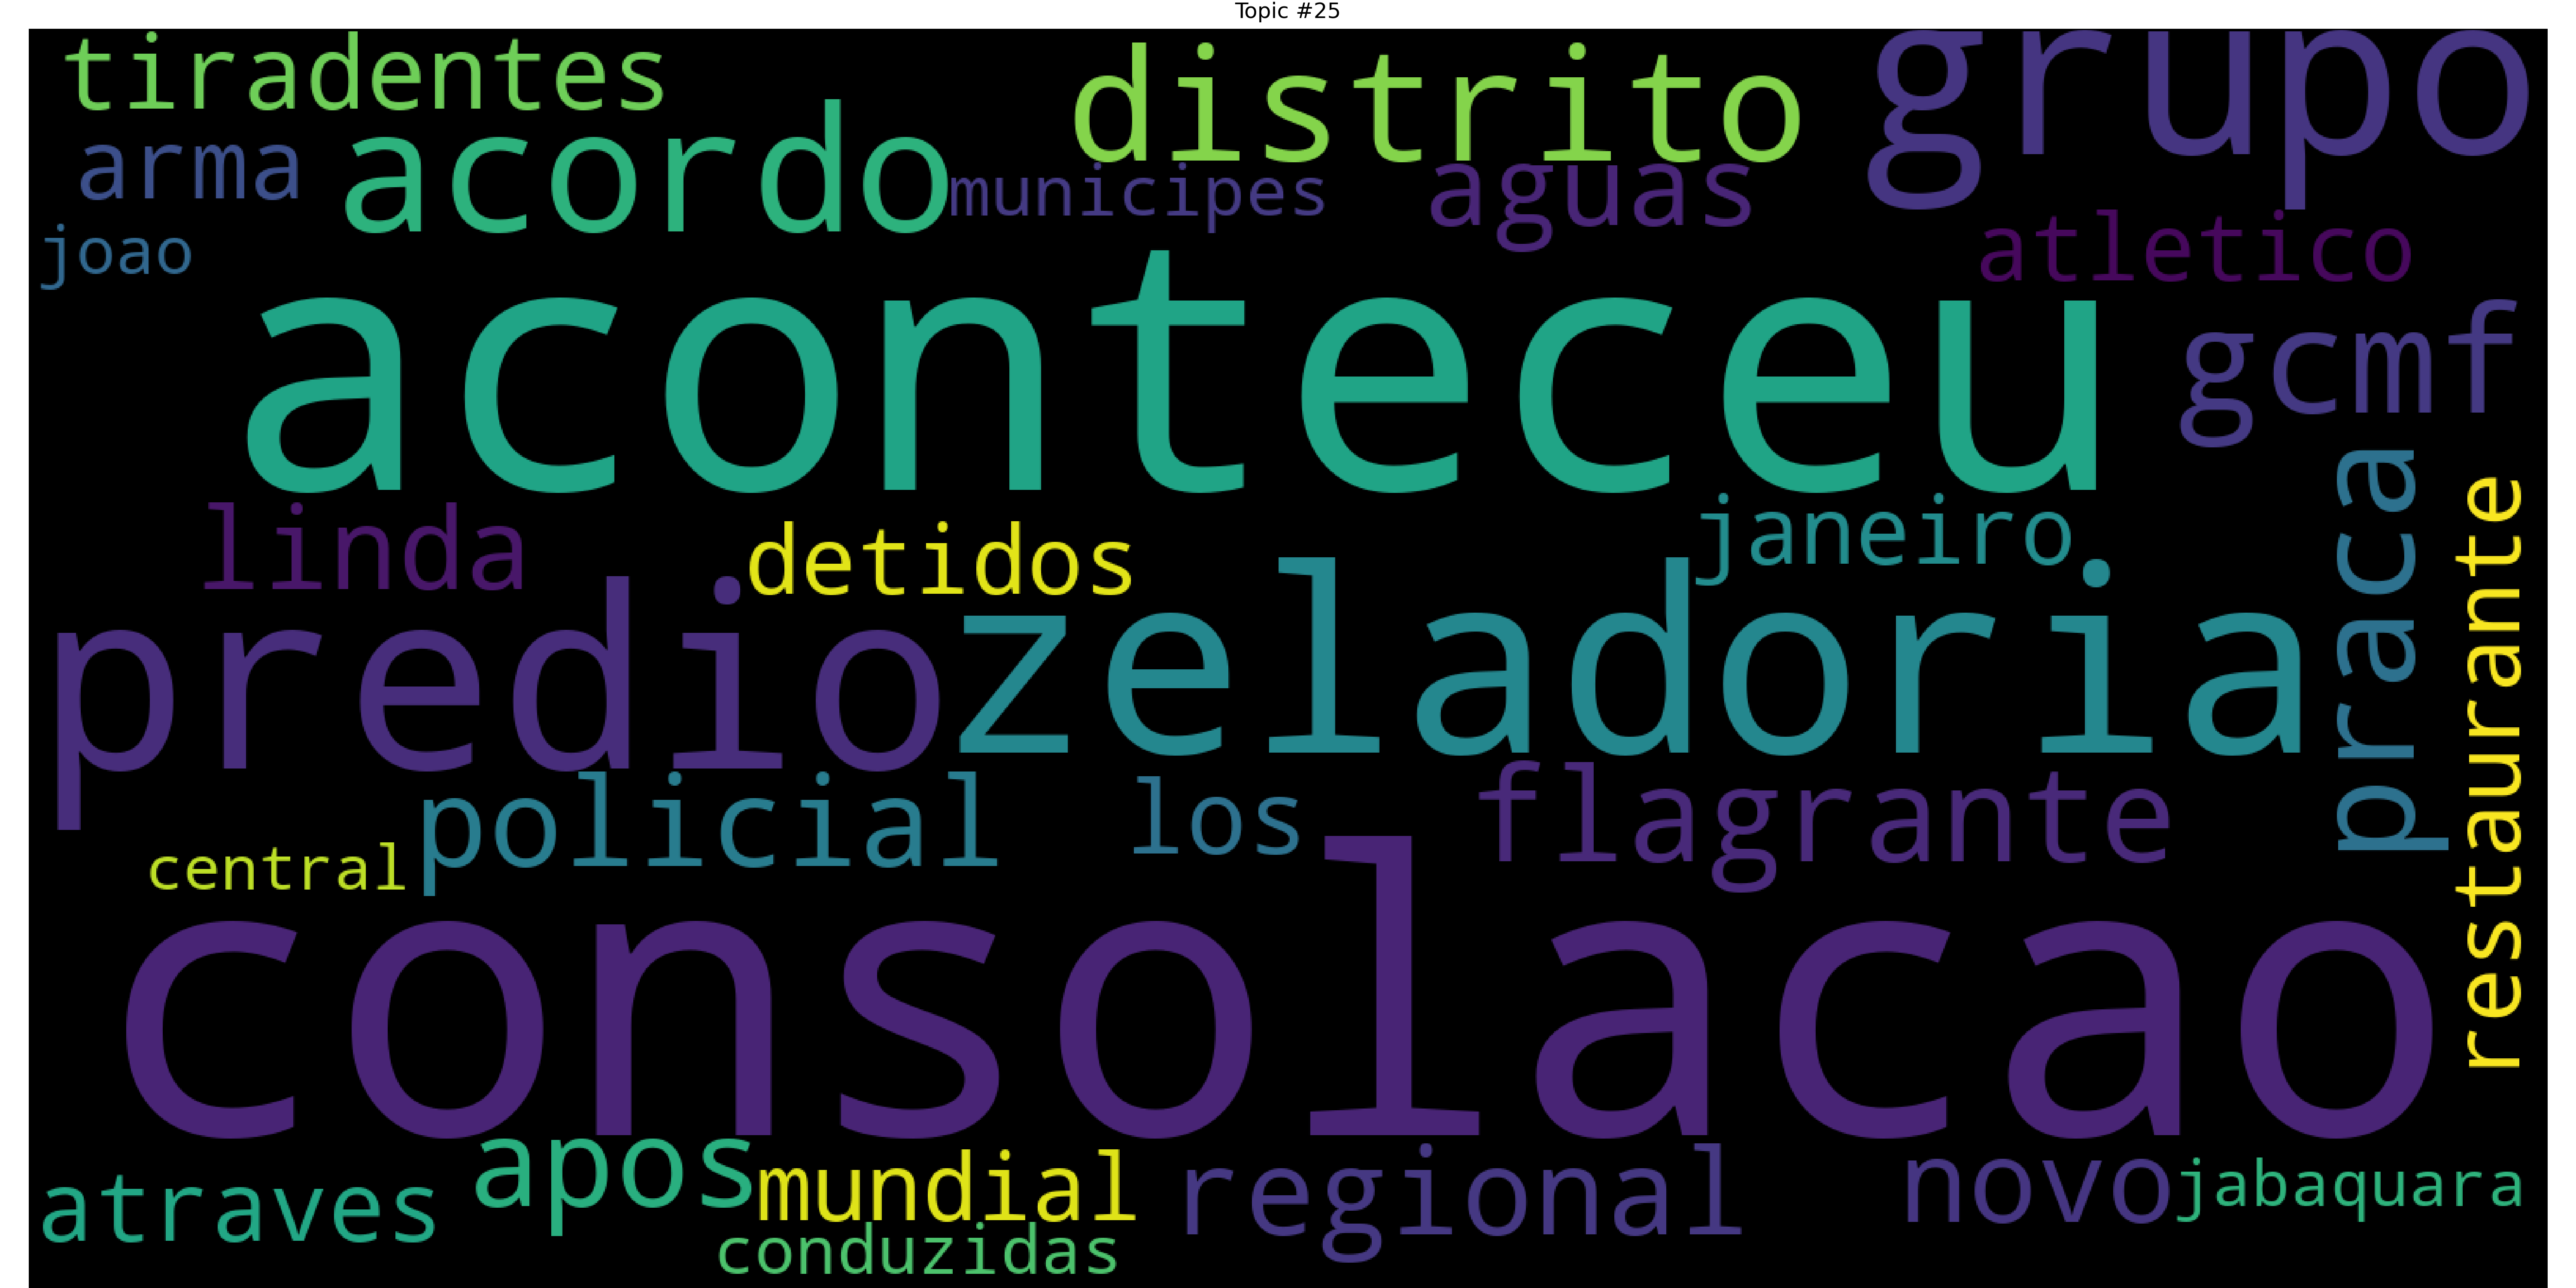 Topic #25
tiradentes
distrito
grupo
arma
acordo
municipes
aguas
joao
atletico
aconteceu
gcmf
linda
detidos
janeiro
praca
restaurante
predio
zeladoria
policial
los
flagrante
central
consolacao
atraves
apos
mundial
regional
novo
jabaquara
conduzidas